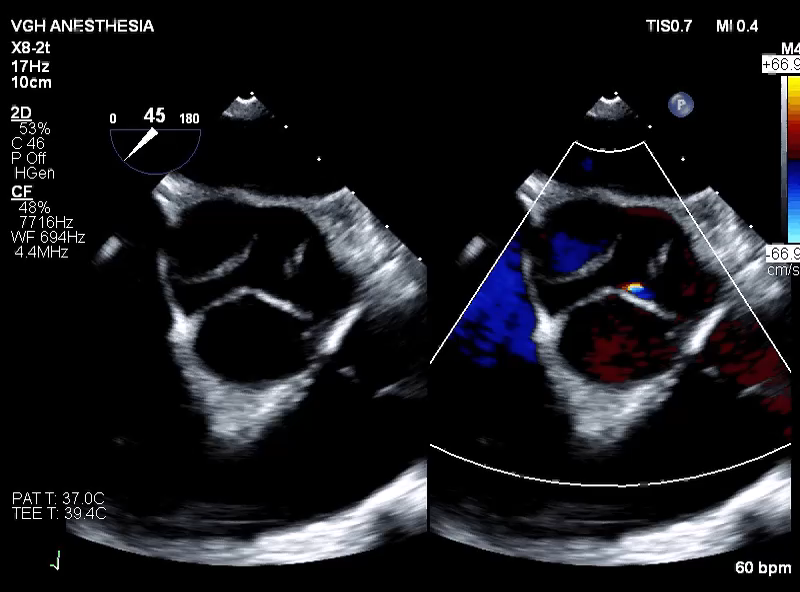 VGH ANESTHESIA
TIS0.7 MI 0.4
X8-2t
17Hz
10cm
M4
+66.9
2D
53%
C 46
P Off
HGen
0 45 180
P
CF
48%
7716Hz
WF 694Hz
4.4MHz
-66.9
cm/s
PAT T: 37.0C
TEE T: 39.4C
60 bpm